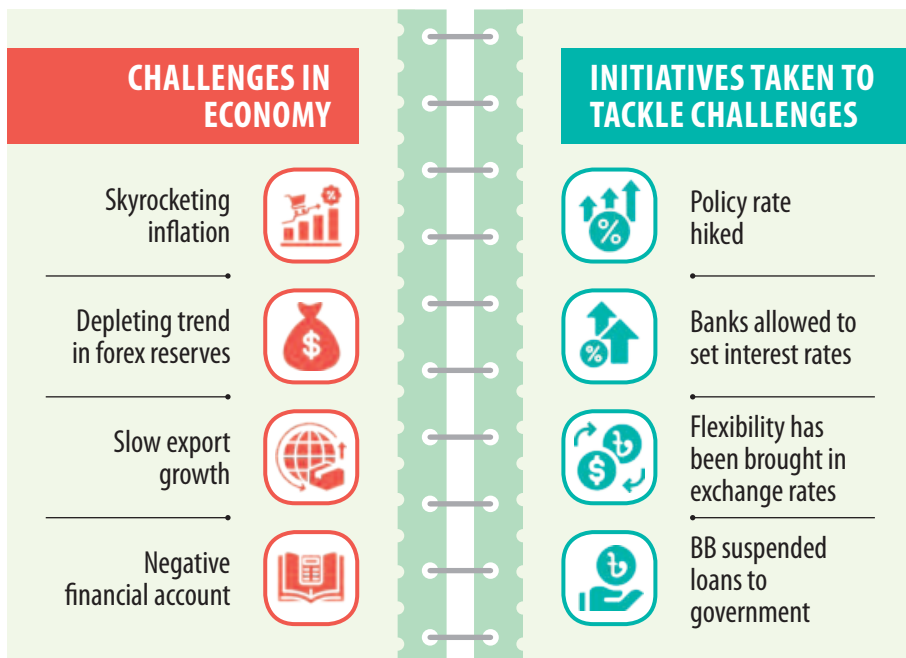 CHALLENGES IN
ECONOMY
Skyrocketing
inflation
Depleting trend
in forex reserves
Slow export
growth
Negative
financial account
INITIATIVES TAKEN TO
TACKLE CHALLENGES
Policy rate
hiked
Banks allowed to
set interest rates
Flexibility has
been brought in
exchange rates
BB suspended
loans to
government